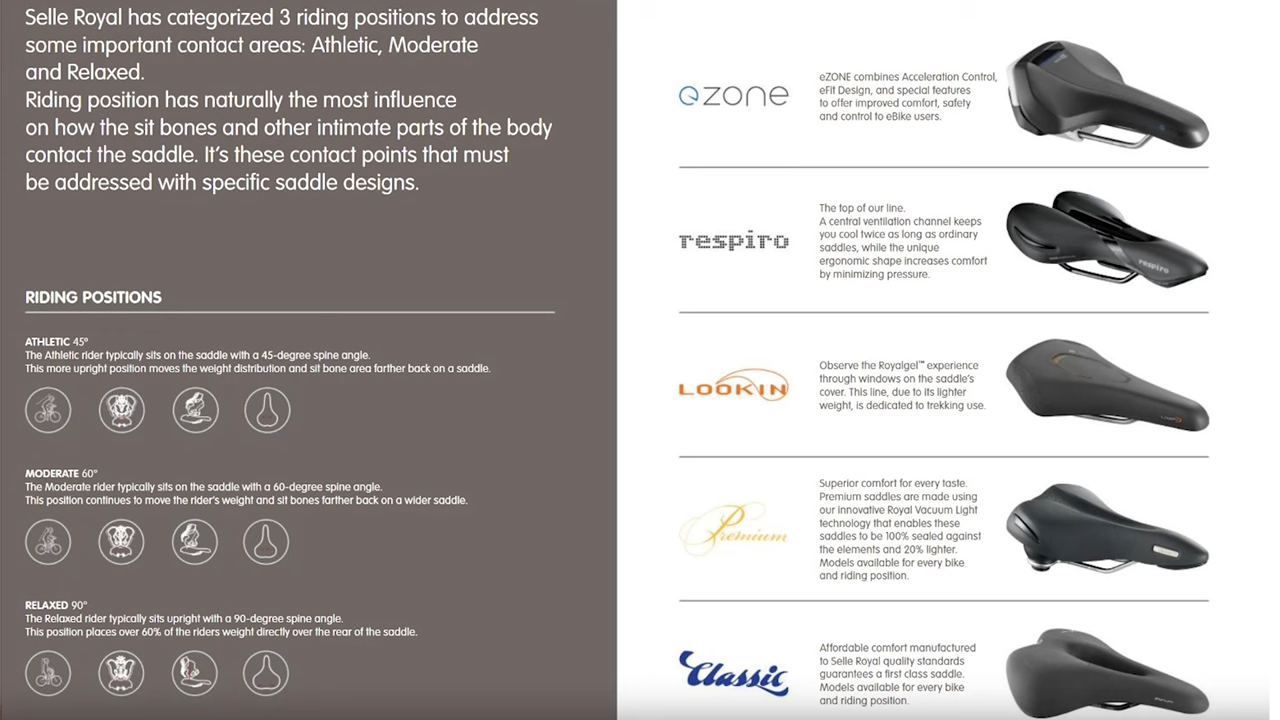 Selle Royal has categorized 3 riding positions to address
some important contact areas: Athletic, Moderate
and Relaxed.
Riding position has naturally the most influence
on how the sit bones and other intimate parts of the body
contact the saddle. It's these contact points that must
be addressed with specific saddle designs.
RIDING POSITIONS
ATHLETIC 45°
The Athletic rider typically sits on the saddle with a 45-degree spine angle.
This more upright position moves the weight distribution and sit bone area farther back on a saddle.
MODERATE 60°
The Moderate rider typically sits on the saddle with a 60-degree spine angle.
This position continues to move the rider's weight and sit bones farther back on a wider saddle.
RELAXED 90°
The Relaxed rider typically sits upright with a 90-degree spine angle.
This position places over 60% of the riders weight directly over the rear of the saddle.
eZONE
eZONE combines Acceleration Control,
eFit Design, and special features
to offer improved comfort, safety
and control to eBike users.
respiro
The top of our line.
A central ventilation channel keeps
you cool twice as long as ordinary
saddles, while the unique
ergonomic shape increases comfort
by minimizing pressure.
respiro
LOOKIN
Observe the Royalgel™ experience
through windows on the saddle's
cover. This line, due to its lighter
weight, is dedicated to trekking use.
Premium
Superior comfort for every taste.
Premium saddles are made using
our innovative Royal Vacuum Light
technology that enables these
saddles to be 100% sealed against
the elements and 20% lighter.
Models available for every bike
and riding position.
Classic
Affordable comfort manufactured
to Selle Royal quality standards
guarantees a first class saddle.
Models available for every bike
and riding position.